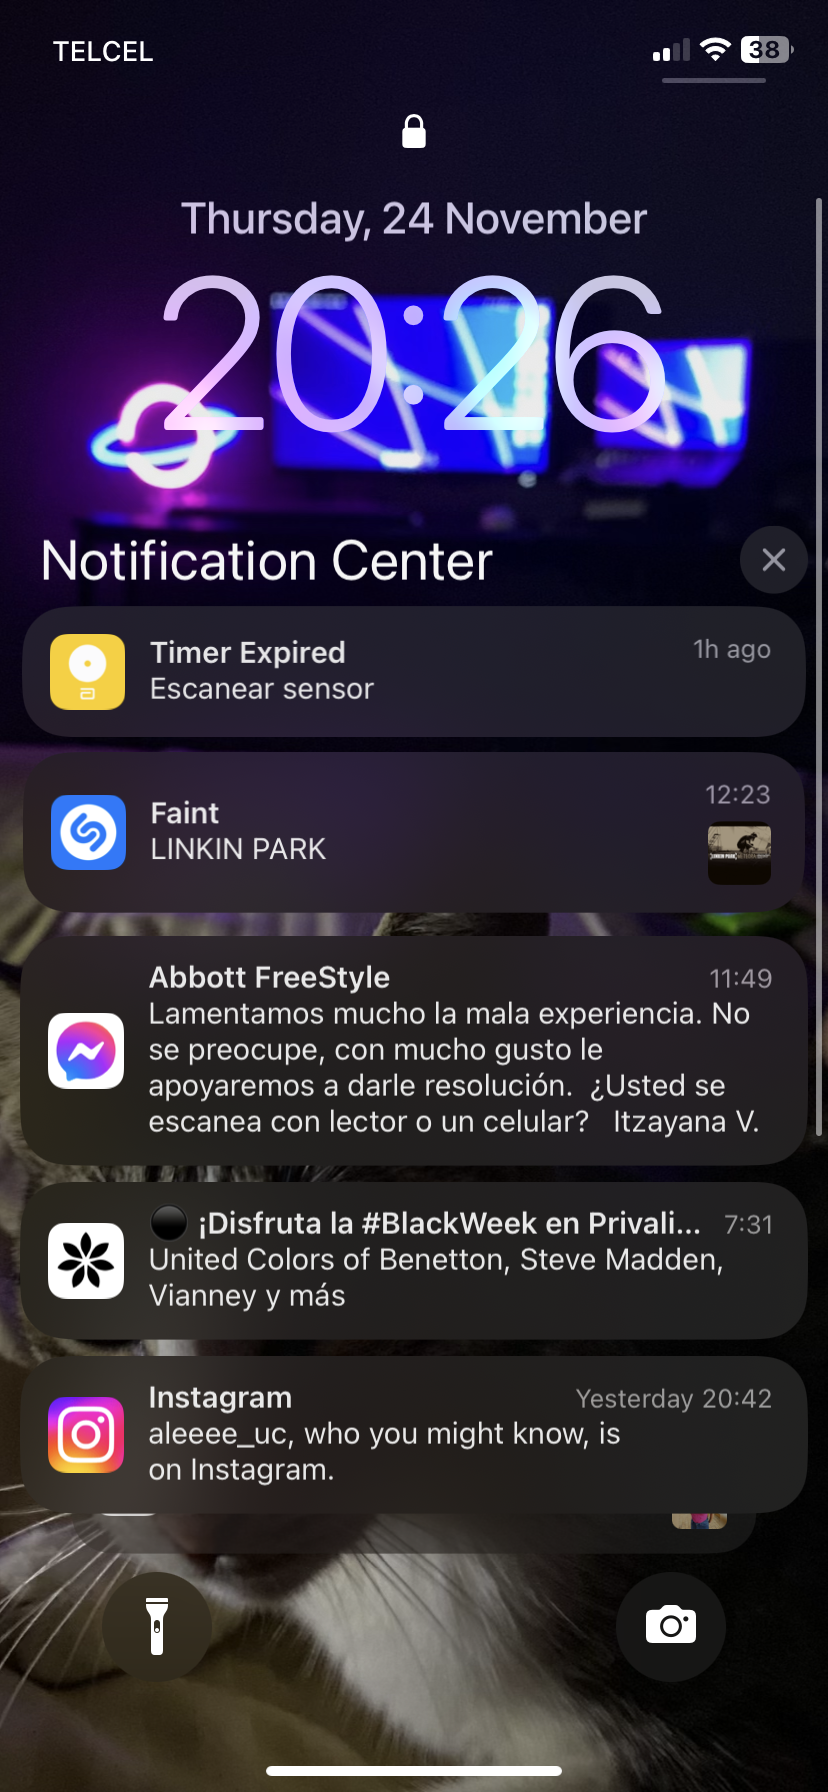 TELCEL
38
Thursday, 24 November
20:26
Notification Center
Timer Expired
1h ago
Escanear sensor
Faint
12:23
LINKIN PARK
Abbott FreeStyle
11:49
Lamentamos mucho la mala experiencia. No
se preocupe, con mucho gusto le
apoyaremos a darle resolución. ¿Usted se
escanea con lector o un celular? Itzayana V.
¡Disfruta la #BlackWeek en Privali...
7:31
United Colors of Benetton, Steve Madden,
Vianney y más
Instagram
Yesterday 20:42
aleeee_uc, who you might know, is
on Instagram.